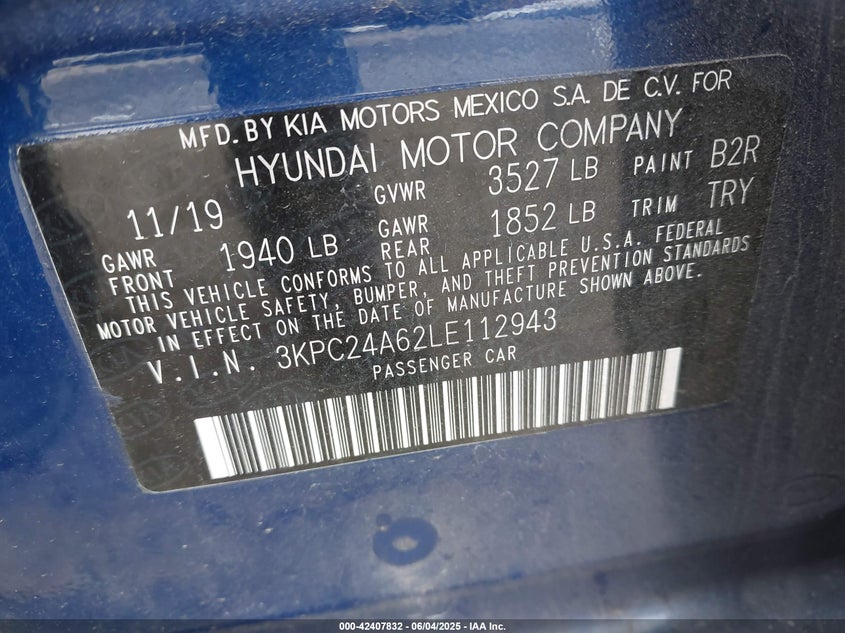 MFD. BY KIA MOTORS MEXICO S.A. DE C.V. FOR
HYUNDAI MOTOR COMPANY
11/19 GVWR 3527 LB PAINT B2R
GAWR FRONT 1940 LB GAWR REAR 1852 LB TRIM TRY
THIS VEHICLE CONFORMS TO ALL APPLICABLE U.S.A. FEDERAL
MOTOR VEHICLE SAFETY, BUMPER, AND THEFT PREVENTION STANDARDS
IN EFFECT ON THE DATE OF MANUFACTURE SHOWN ABOVE.
V.I.N. 3KPC24A62LE112943
PASSENGER CAR
000-42407832 - 06/04/2025 - IAA Inc.